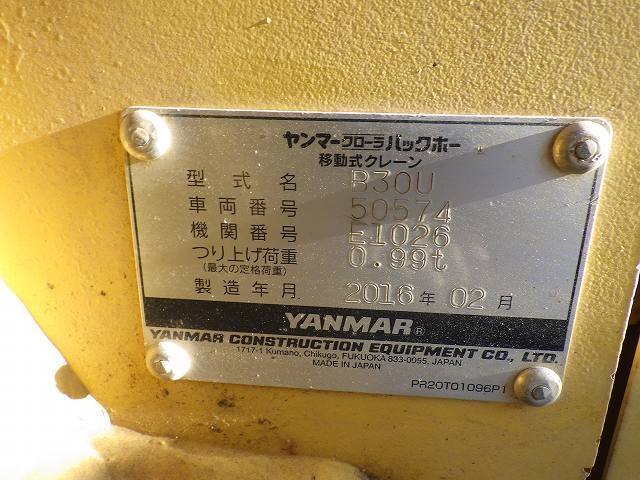 ヤンマークローラバックホー
移動式クレーン
型式名 B30U
車両番号 50574
機関番号 E1026
つり上げ荷重 0.99t
(最大の定格荷重)
製造年月 2016年02月
YANMAR®
YANMAR CONSTRUCTION EQUIPMENT CO., LTD.
1717-1 Kumano, Chikugo, FUKUOKA 833-0055, JAPAN
MADE IN JAPAN
PR20T01096P1